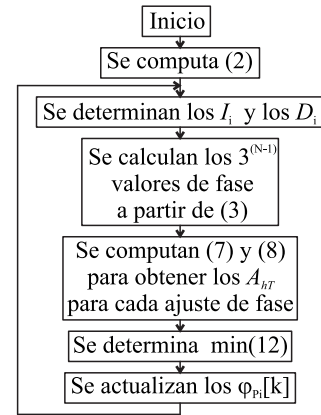 Inicio
Se computa (2)
Se determinan los I_i y los D_i
Se calculan los 3^(N-1)
valores de fase
a partir de (3)
Se computan (7) y (8)
para obtener los A_hT
para cada ajuste de fase
Se determina min(12)
Se actualizan los φ_Pi[k]